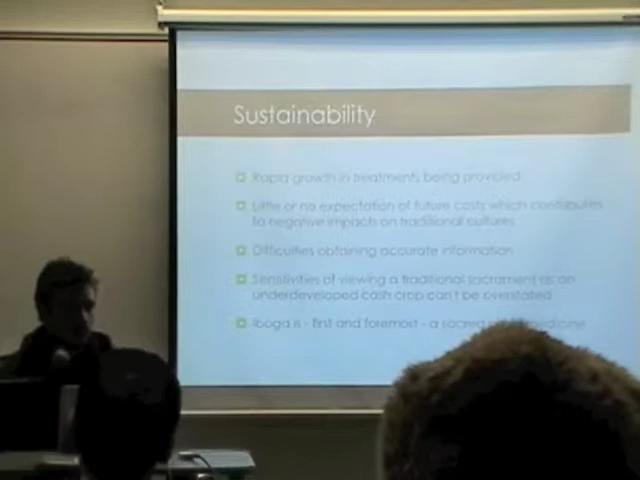 Sustainability
Rapid growth in treatments being provided
Little or no expectation of future costs which contributes
to negative impacts on traditional cultures
Difficulties obtaining accurate information
Sensitivities of viewing a traditional sacrament as an
underdeveloped cash crop can't be overstated
Iboga is - first and foremost - a sacred